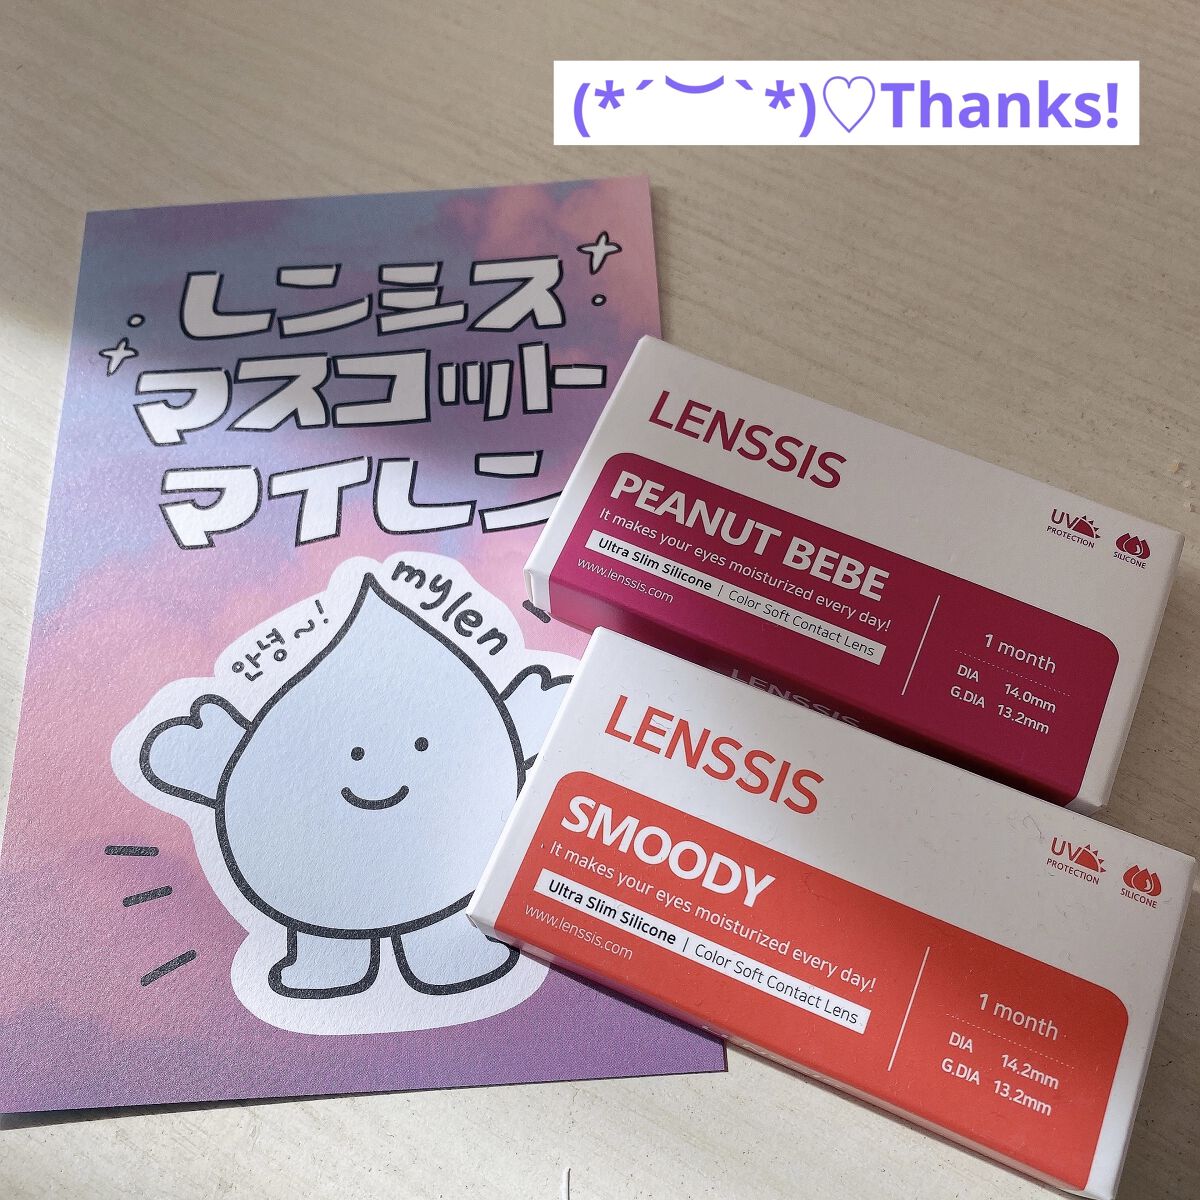 (*´︶`*)♡Thanks!
レンシス
マスコット
マイレン
안녕~!
mylen
LENSSIS
PEANUT BEBE
It makes your eyes moisturized every day!
Ultra Slim Silicone | Color Soft Contact Lens
www.lenssis.com
UV
PROTECTION
SILICONE
1 month
DIA 14.0mm
G.DIA 13.2mm
LENSSIS
LENSSIS
SMOODY
It makes your eyes moisturized every day!
Ultra Slim Silicone | Color Soft Contact Lens
www.lenssis.com
UV
PROTECTION
SILICONE
1 month
DIA 14.2mm
G.DIA 13.2mm